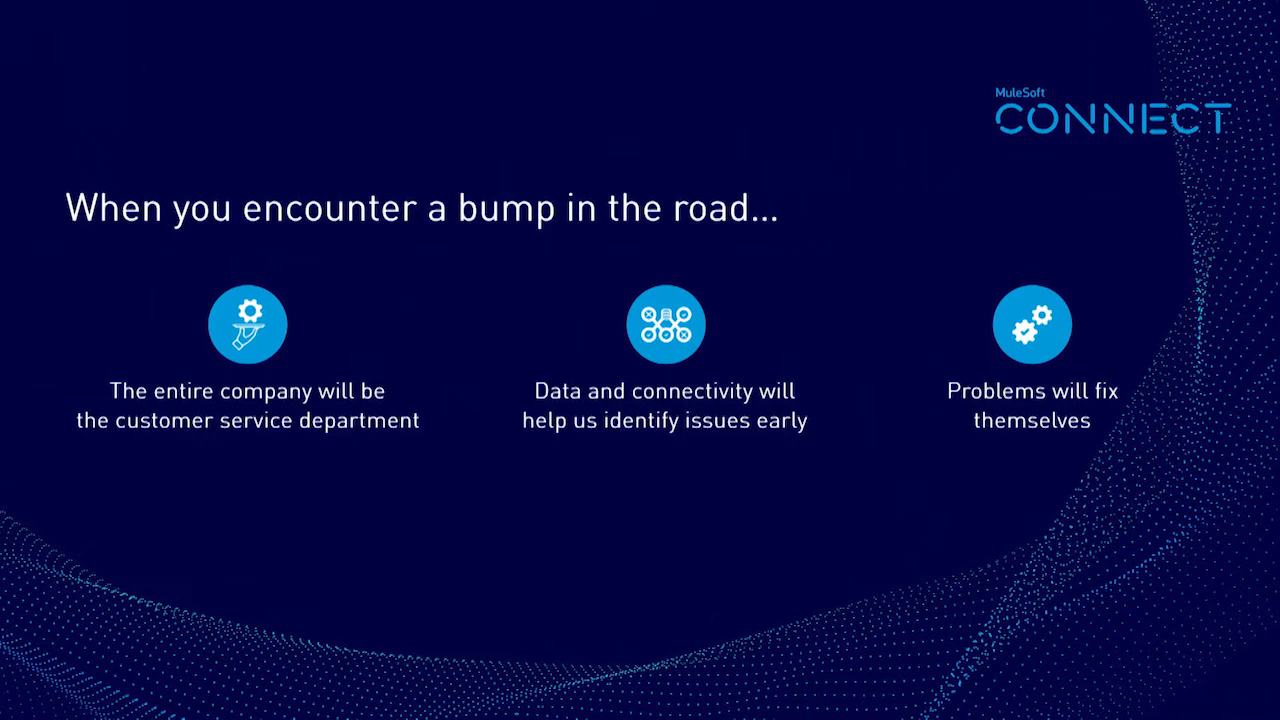 MuleSoft
CONNECT
When you encounter a bump in the road...
The entire company will be
the customer service department
Data and connectivity will
help us identify issues early
Problems will fix
themselves